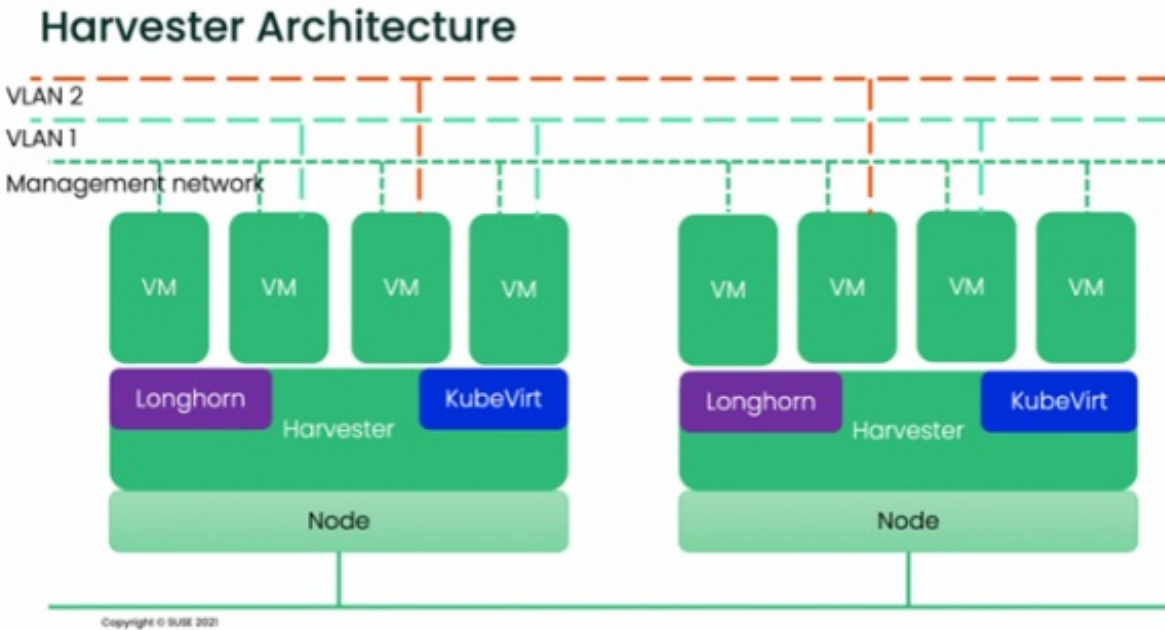 Harvester Architecture
VLAN 2
VLAN 1
Management network
VM VM VM VM VM VM VM VM
Longhorn KubeVirt Longhorn KubeVirt
Harvester Harvester
Node Node
Copyright © SUSE 2021